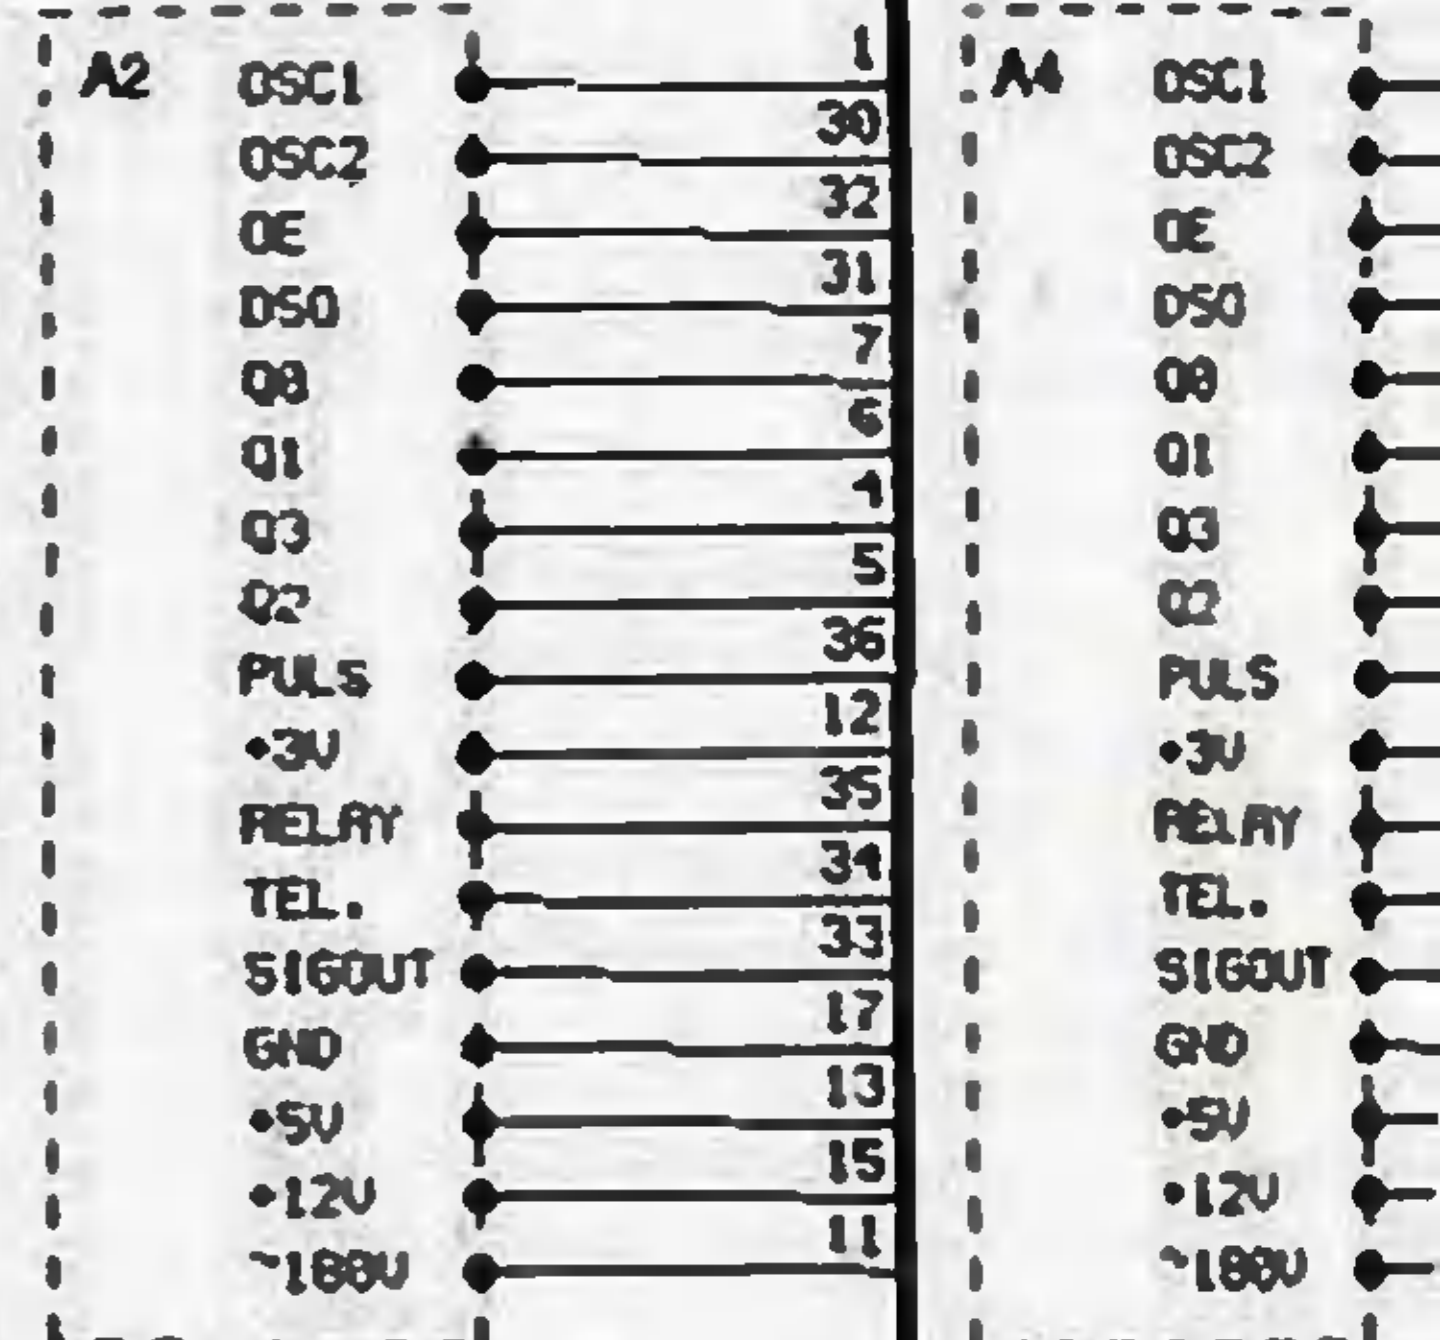 A2 OSC1 1 A4 OSC1
OSC2 30 OSC2
OE 32 OE
DS0 31 DS0
Q0 7 Q0
Q1 6 Q1
Q3 4 Q3
Q2 5 Q2
PULS 36 PULS
+3V 12 +3V
RELAY 35 RELAY
TEL. 34 TEL.
SIGOUT 33 SIGOUT
GND 17 GND
+5V 13 +5V
+12V 15 +12V
~180V 11 ~180V